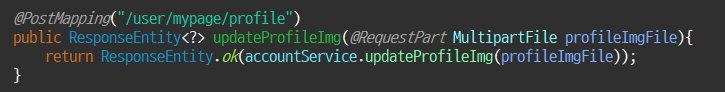 @PostMapping("/user/mypage/profile")
public ResponseEntity<?> updateProfileImg(@RequestPart MultipartFile profileImgFile){
    return ResponseEntity.ok(accountService.updateProfileImg(profileImgFile));
}